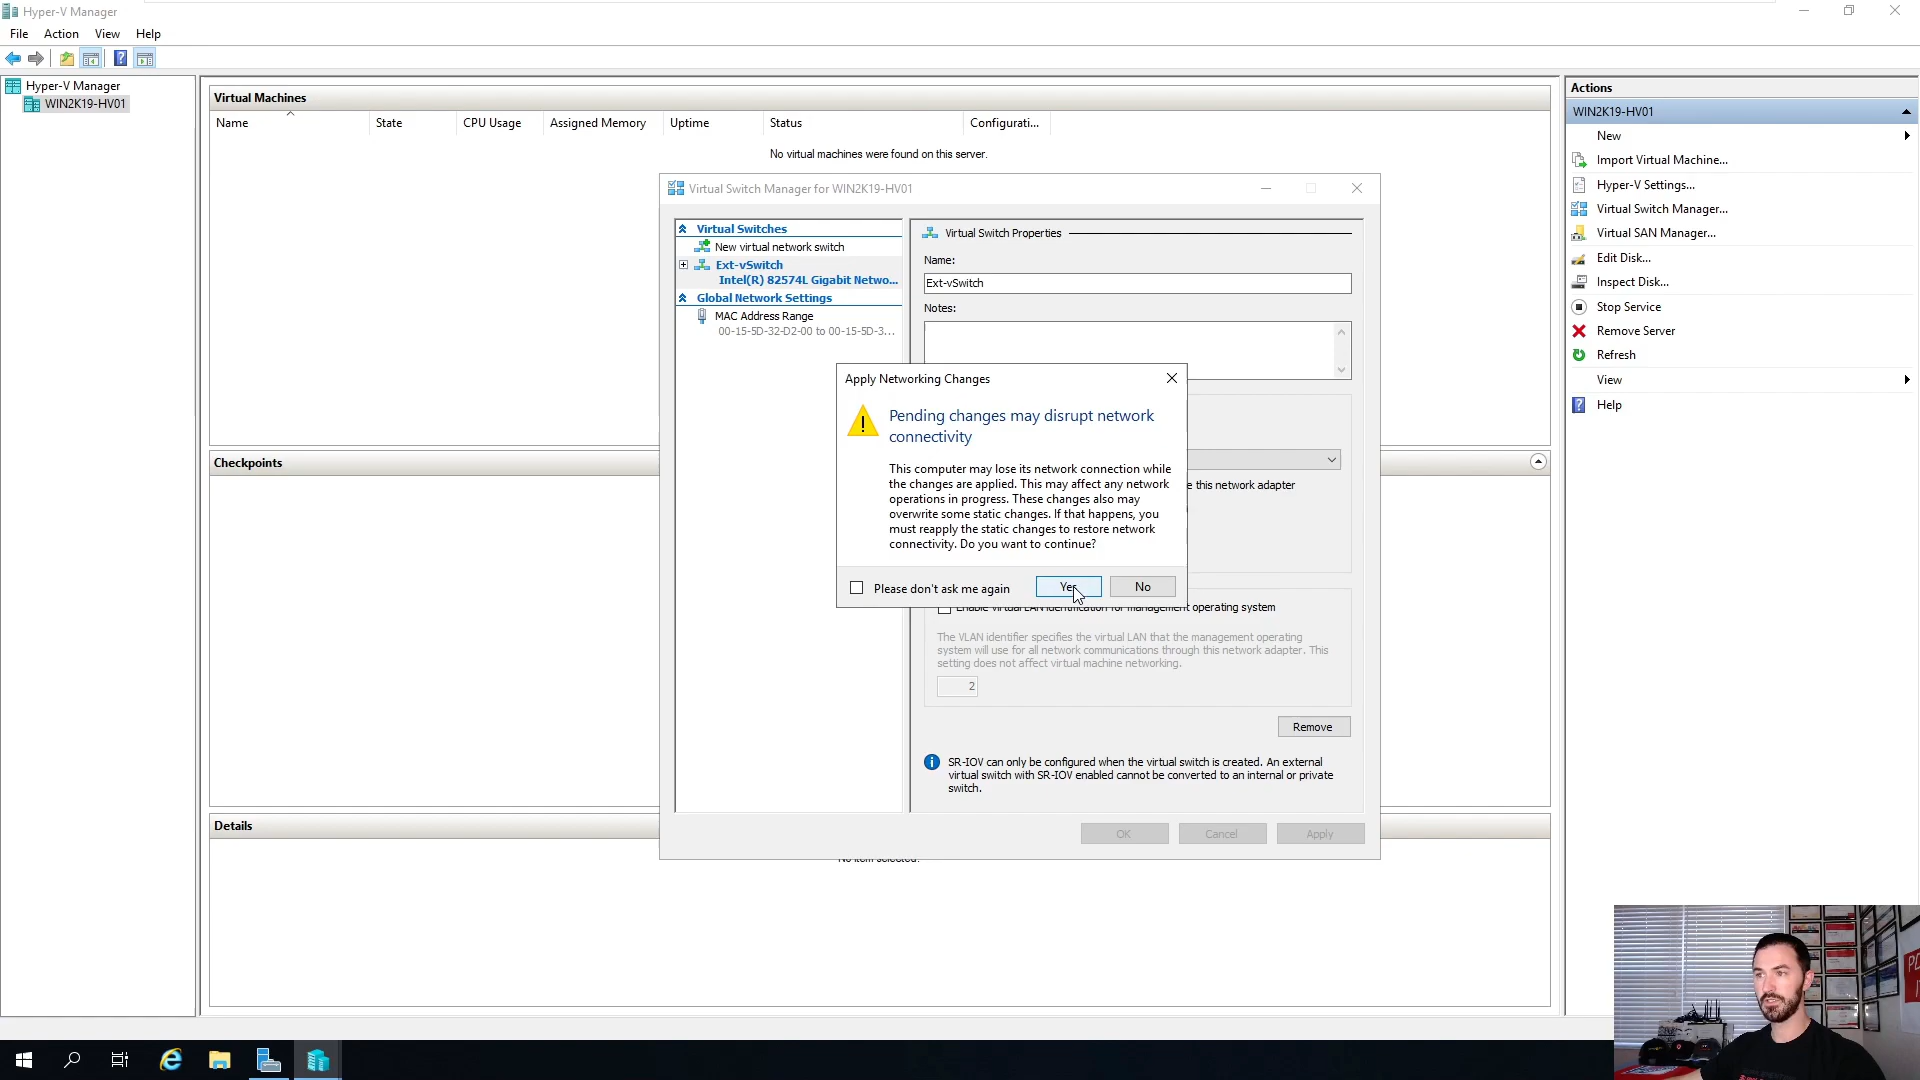 Hyper-V Manager
File Action View Help
Hyper-V Manager
WIN2K19-HV01
Virtual Machines
Name State CPU Usage Assigned Memory Uptime Status Configurati...
No virtual machines were found on this server.
Virtual Switch Manager for WIN2K19-HV01
Virtual Switches
New virtual network switch
Ext-vSwitch
Intel(R) 82574L Gigabit Netwo...
Global Network Settings
MAC Address Range
00-15-5D-32-D2-00 to 00-15-5D-3...
Virtual Switch Properties
Name:
Ext-vSwitch
Notes:
Apply Networking Changes
Pending changes may disrupt network
connectivity
This computer may lose its network connection while
the changes are applied. This may affect any network
operations in progress. These changes also may
overwrite some static changes. If that happens, you
must reapply the static changes to restore network
connectivity. Do you want to continue?
Please don't ask me again
Yes
No
e this network adapter
Enable virtual LAN identification for management operating system
The VLAN identifier specifies the virtual LAN that the management operating
system will use for all network communications through this network adapter. This
setting does not affect virtual machine networking.
2
Remove
SR-IOV can only be configured when the virtual switch is created. An external
virtual switch with SR-IOV enabled cannot be converted to an internal or private
switch.
OK Cancel Apply
Checkpoints
Details
No item selected.
Actions
WIN2K19-HV01
New
Import Virtual Machine...
Hyper-V Settings...
Virtual Switch Manager...
Virtual SAN Manager...
Edit Disk...
Inspect Disk...
Stop Service
Remove Server
Refresh
View
Help